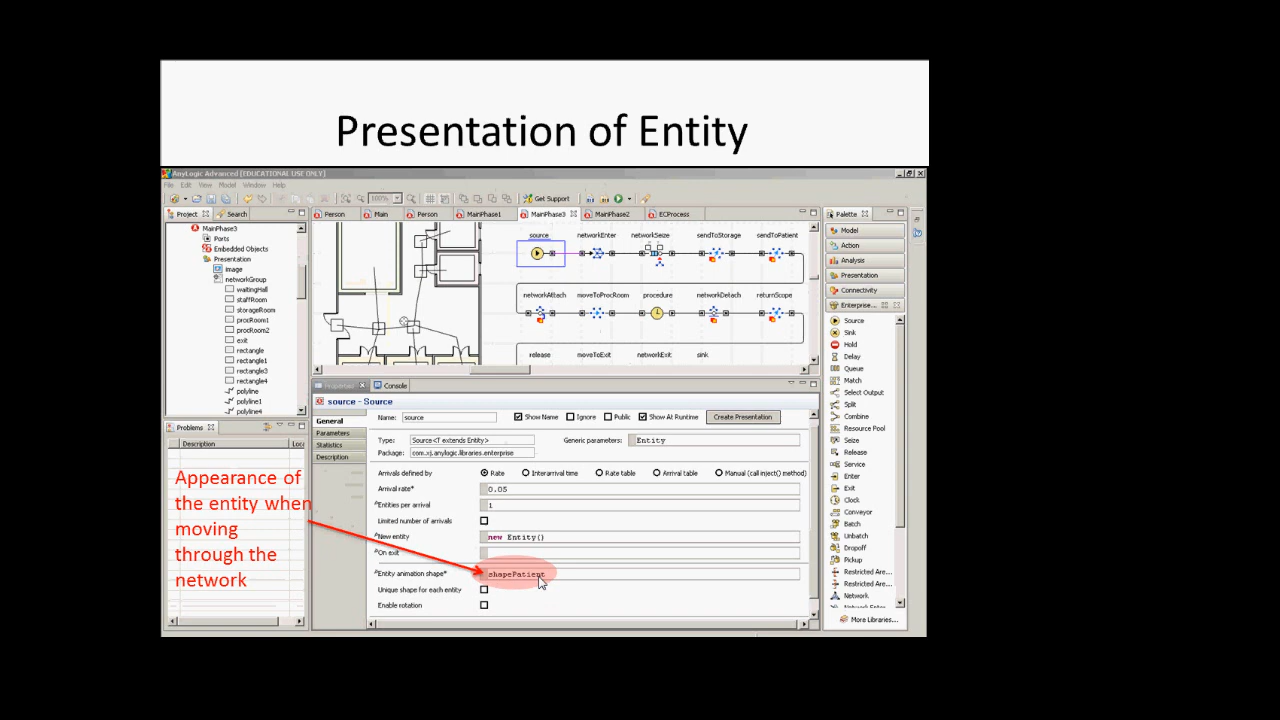 Presentation of Entity
AnyLogic Advanced [EDUCATIONAL USE ONLY]
File Edit View Model Window Help
100% Get Support
Project Search
MainPhase3
Ports
Embedded Objects
Presentation
image
networkGroup
waitingHall
staffRoom
storageRoom
procRoom1
procRoom2
exit
rectangle
rectangle1
rectangle3
rectangle4
polyline
polyline1
polyline4
Problems
Description Loca
Appearance of
the entity when
moving
through the
network
Person Main Person MainPhase1 MainPhase3 MainPhase2 ECProcess
source networkEnter networkSeize sendToStorage sendToPatient
networkAttach moveToProcRoom procedure networkDetach returnScope
release moveToExit networkExit sink
Properties Console
source - Source
General
Parameters
Statistics
Description
Name: source Show Name Ignore Public Show At Runtime Create Presentation
Type: Source<T extends Entity> Generic parameters: Entity
Package: com.xj.anylogic.libraries.enterprise
Arrivals defined by Rate Interarrival time Rate table Arrival table Manual (call inject() method)
Arrival rate* 0.05
Entities per arrival 1
Limited number of arrivals
New entity new Entity()
On exit
Entity animation shape* shapePatient
Unique shape for each entity
Enable rotation
Palette
Model
Action
Analysis
Presentation
Connectivity
Enterprise...
Source
Sink
Hold
Delay
Queue
Match
Select Output
Split
Combine
Resource Pool
Seize
Release
Service
Enter
Exit
Clock
Conveyor
Batch
Unbatch
Dropoff
Pickup
Restricted Are...
Restricted Are...
Network
Network Enter
More Libraries...